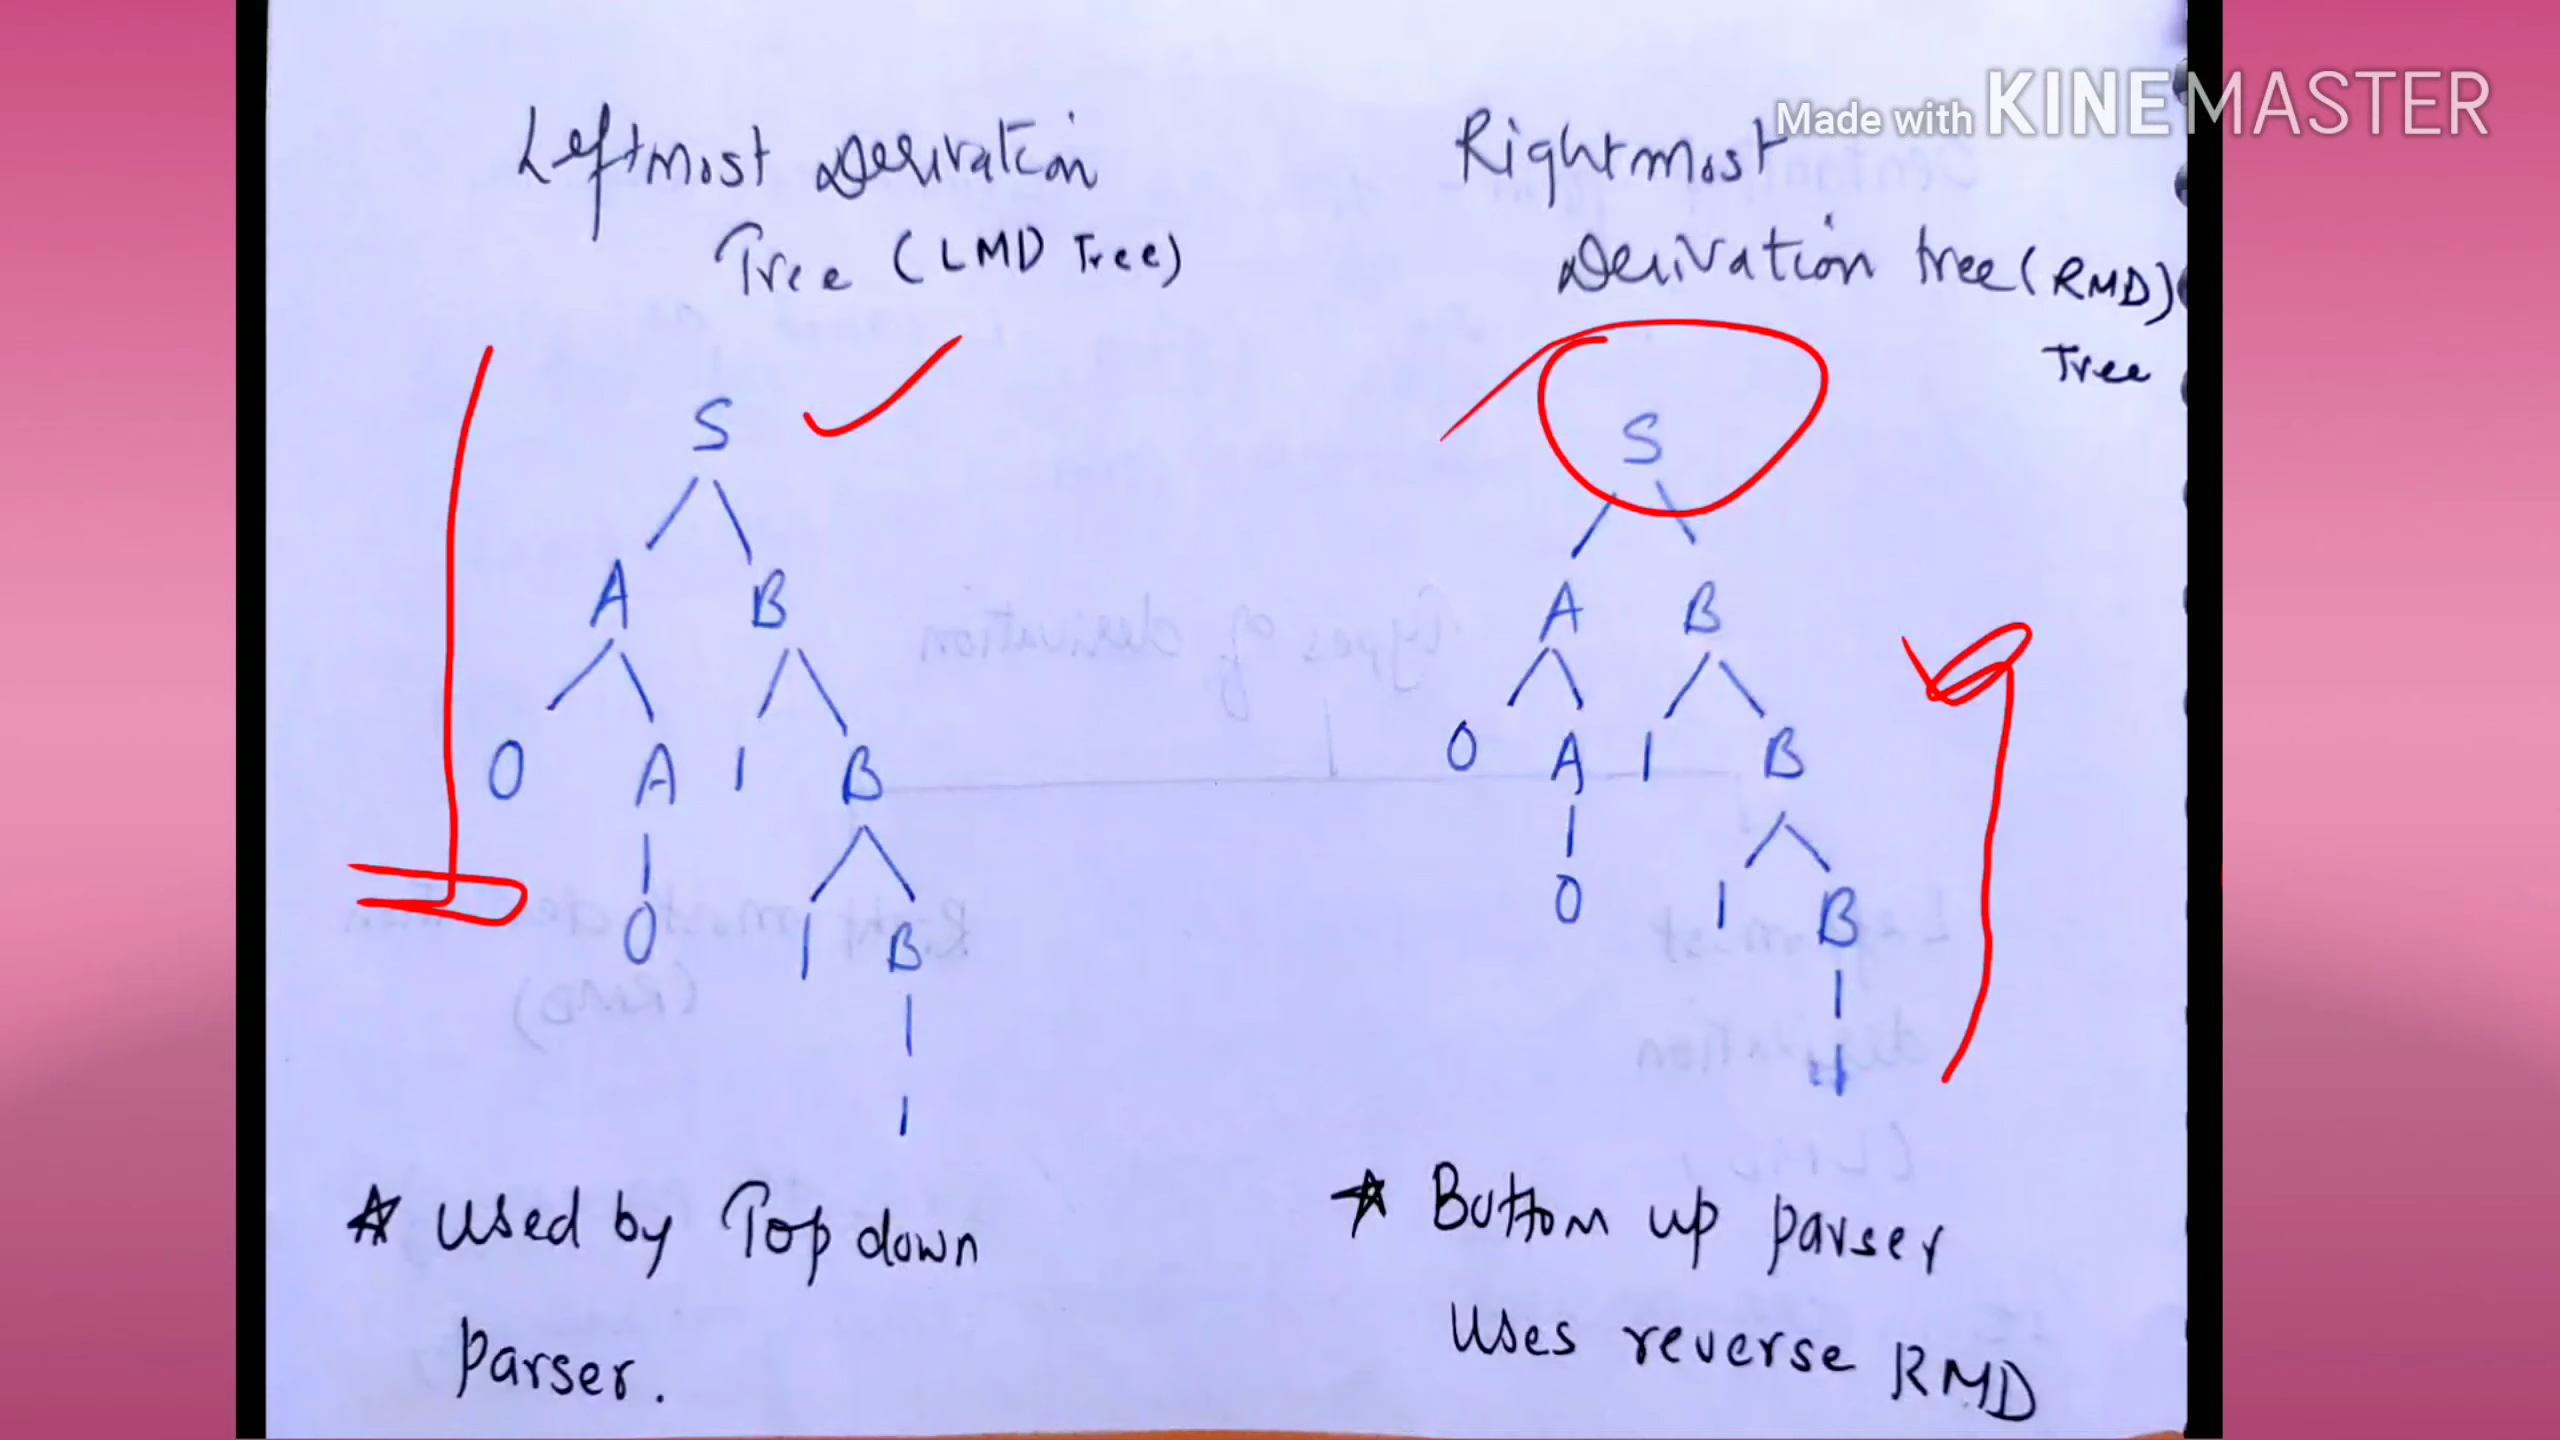 Made with KINEMASTER
Leftmost Derivation
Tree (LMD Tree)
Rightmost
Derivation tree (RMD)
Tree
S
A B
0 A 1 B
0 1 B
1
S
A B
0 A 1 B
0 1 B
1
☆ Used by Top down
parser.
☆ Bottom up parser
Uses reverse RMD